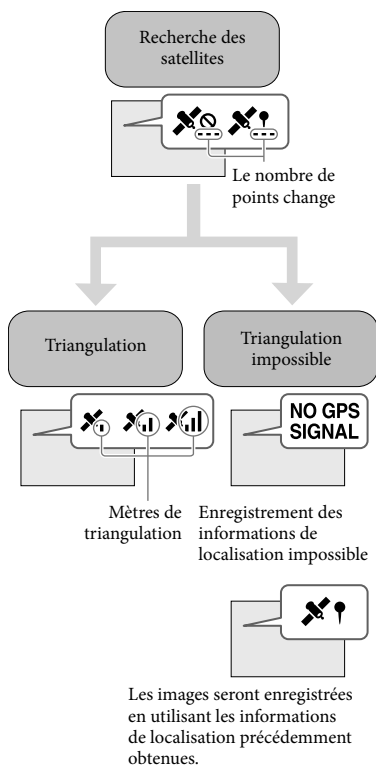 Recherche des
satellites
Le nombre de
points change
Triangulation
Triangulation
impossible
NO GPS
SIGNAL
Mètres de
triangulation
Enregistrement des
informations de
localisation impossible
Les images seront enregistrées
en utilisant les informations
de localisation précédemment
obtenues.